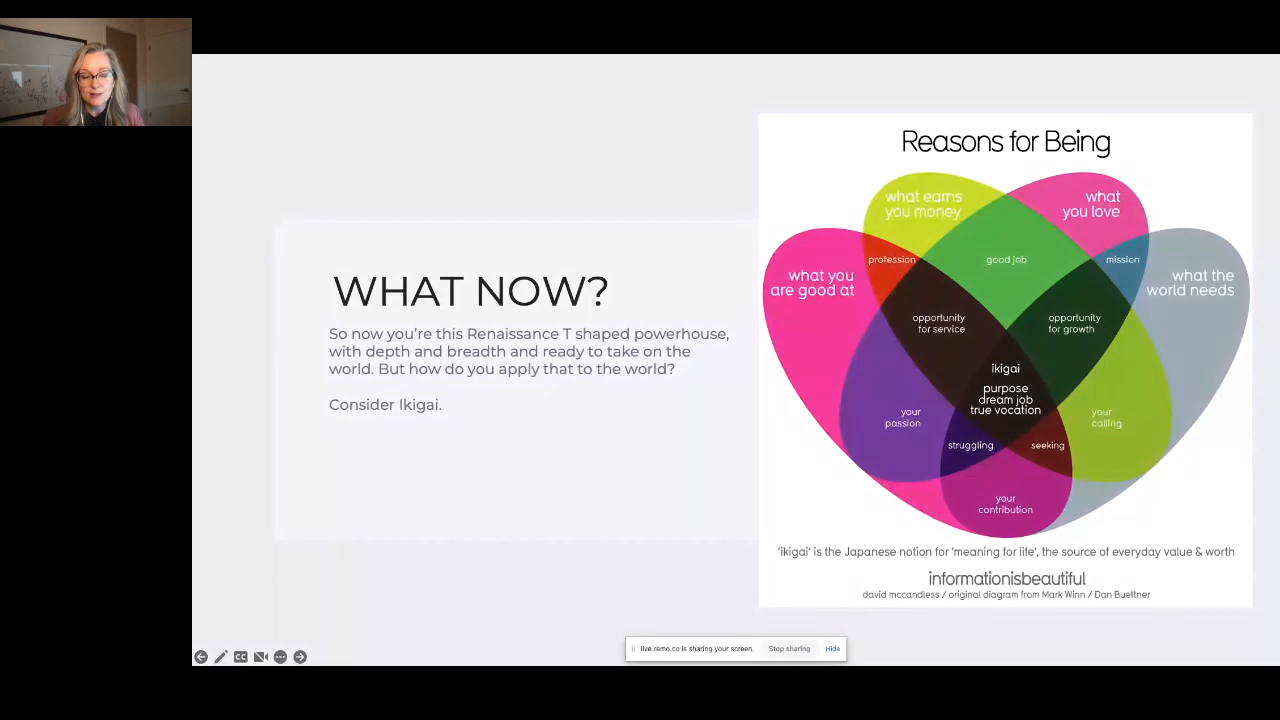 WHAT NOW?
So now you're this Renaissance T shaped powerhouse,
with depth and breadth and ready to take on the
world. But how do you apply that to the world?
Consider Ikigai.
Reasons for Being
what earns
you money
what
you love
what you
are good at
what the
world needs
profession
good job
mission
opportunity
for service
opportunity
for growth
ikigai
purpose
dream job
true vocation
your
passion
your
calling
struggling
seeking
your
contribution
'ikigai' is the Japanese notion for 'meaning for life', the source of everyday value & worth
informationisbeautiful
david mccandless / original diagram from Mark Winn / Dan Buettner
live.remo.co is sharing your screen.
Stop sharing
Hide
CC